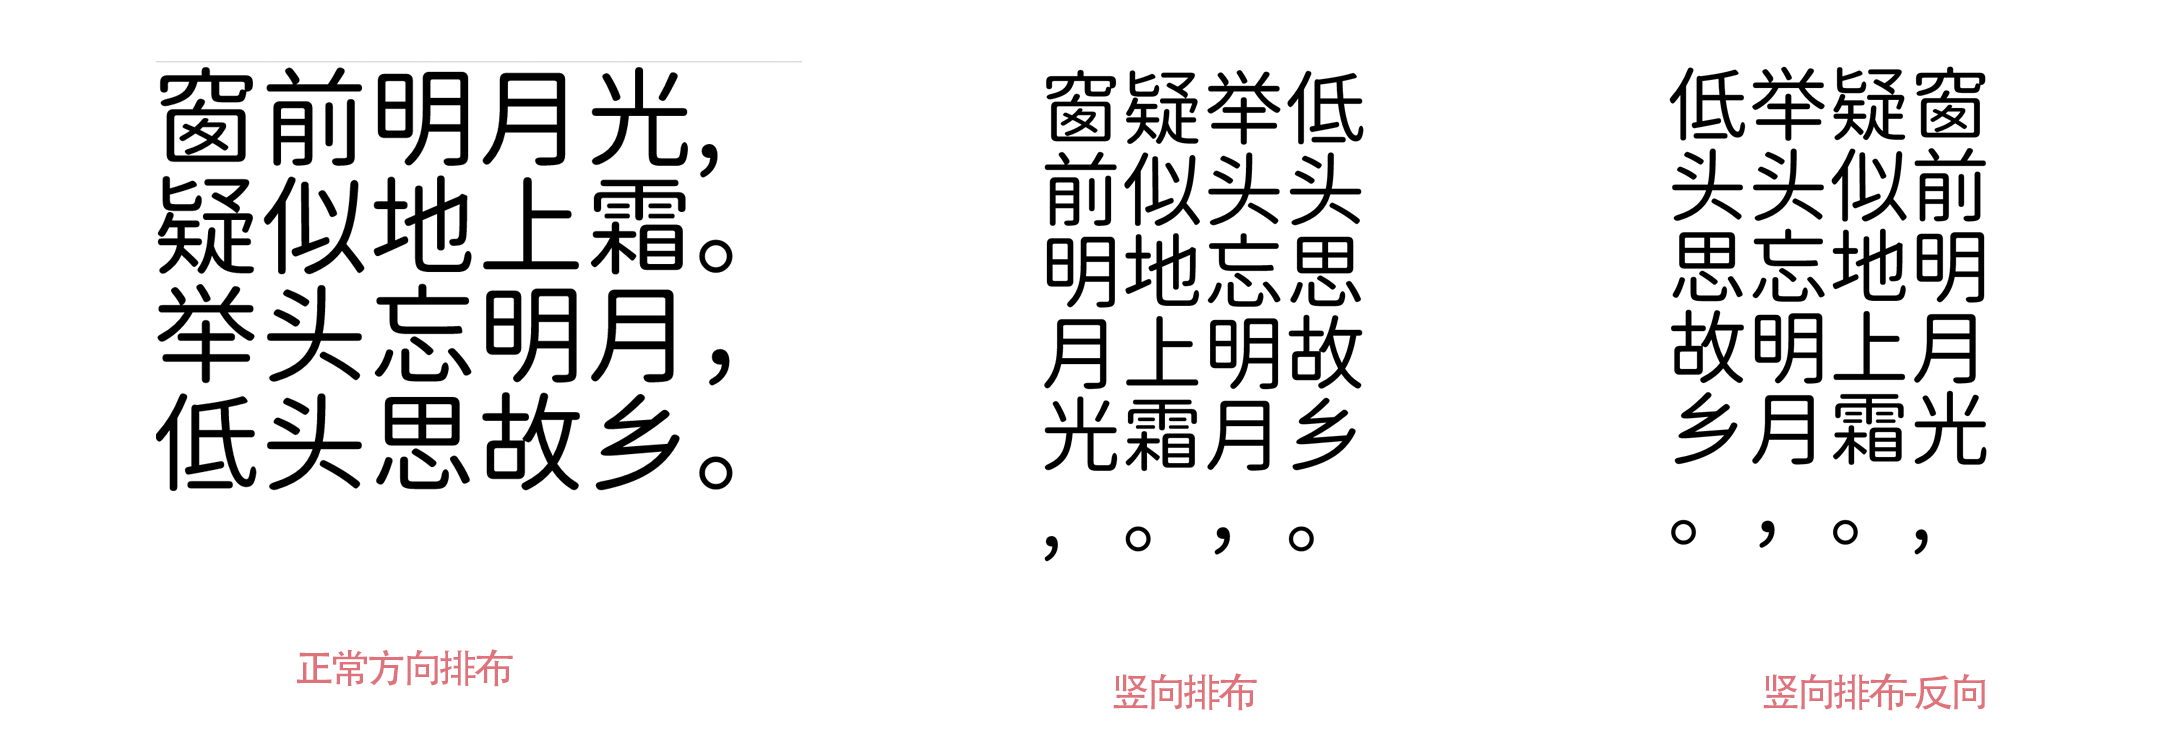 窗前明月光，
疑似地上霜。
举头忘明月，
低头思故乡。
正常方向排布
窗前明月光，
疑似地上霜。
举头忘明月，
低头思故乡。
竖向排布
窗前明月光，
疑似地上霜。
举头忘明月，
低头思故乡。
竖向排布-反向